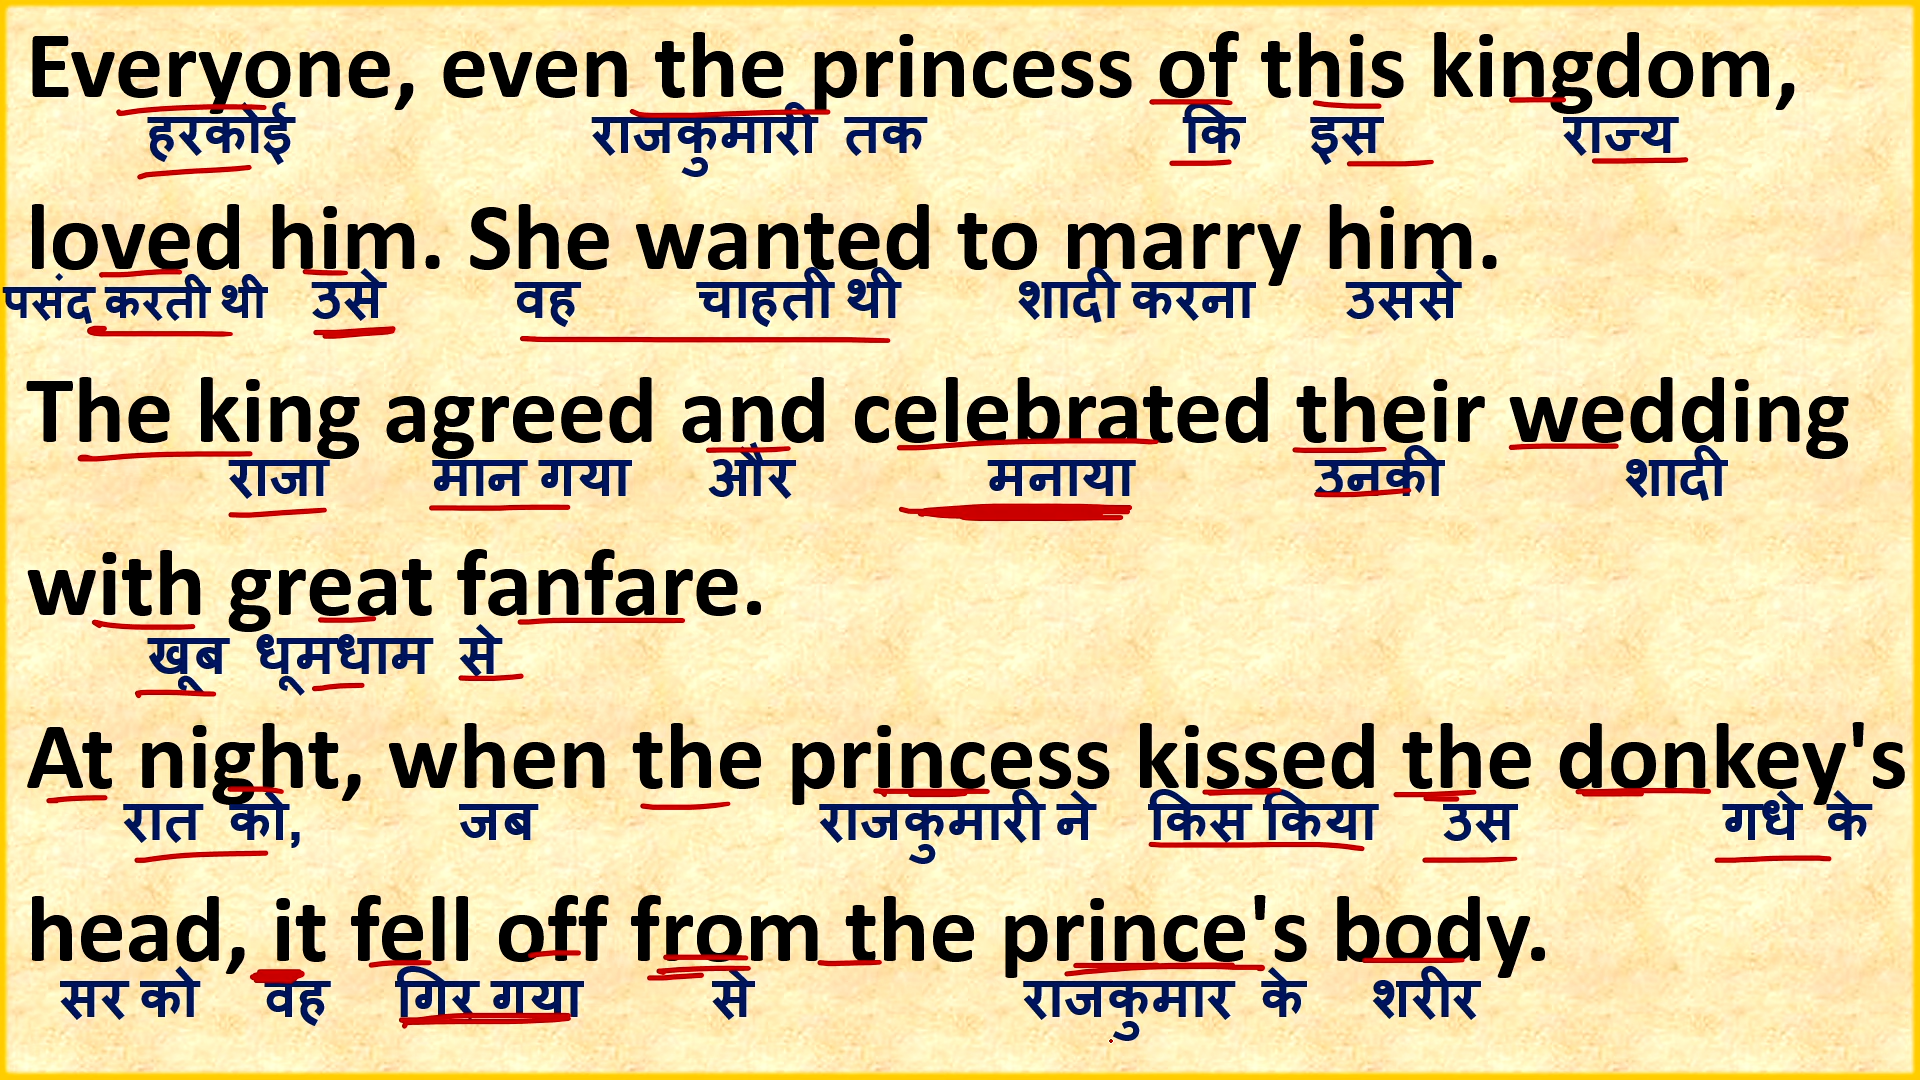 Everyone, even the princess of this kingdom,
हरकोई राजकुमारी तक कि इस राज्य
loved him. She wanted to marry him.
पसंद करती थी उसे वह चाहती थी शादी करना उससे
The king agreed and celebrated their wedding
राजा मान गया और मनाया उनकी शादी
with great fanfare.
खूब धूमधाम से
At night, when the princess kissed the donkey's
रात को, जब राजकुमारी ने किस किया उस गधे के
head, it fell off from the prince's body.
सर को वह गिर गया से राजकुमार के शरीर